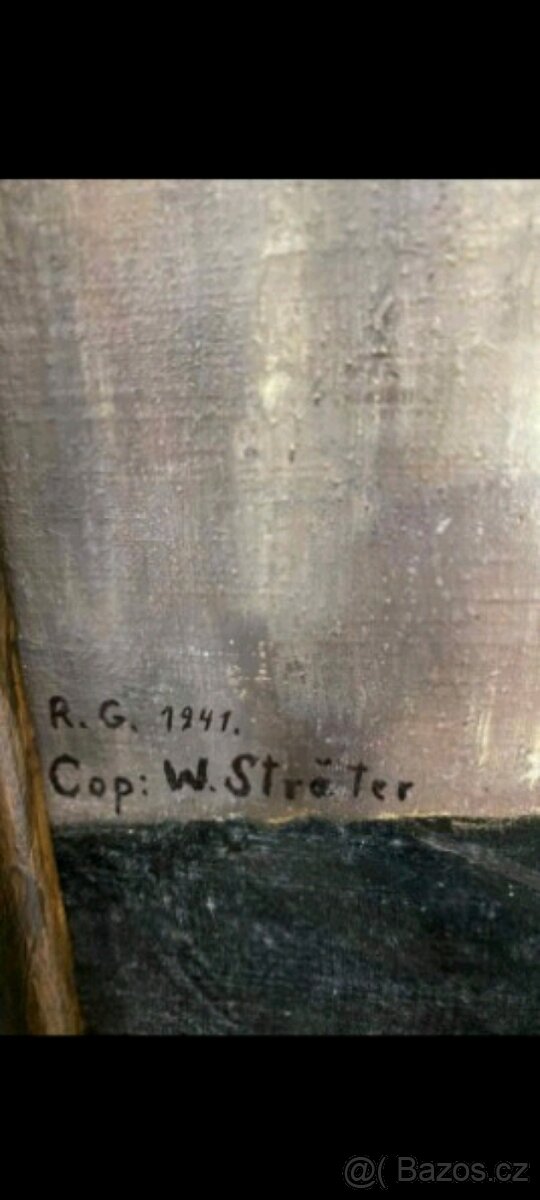 R. G. 1941.
Cop: W. Sträter
@( Bazos.cz